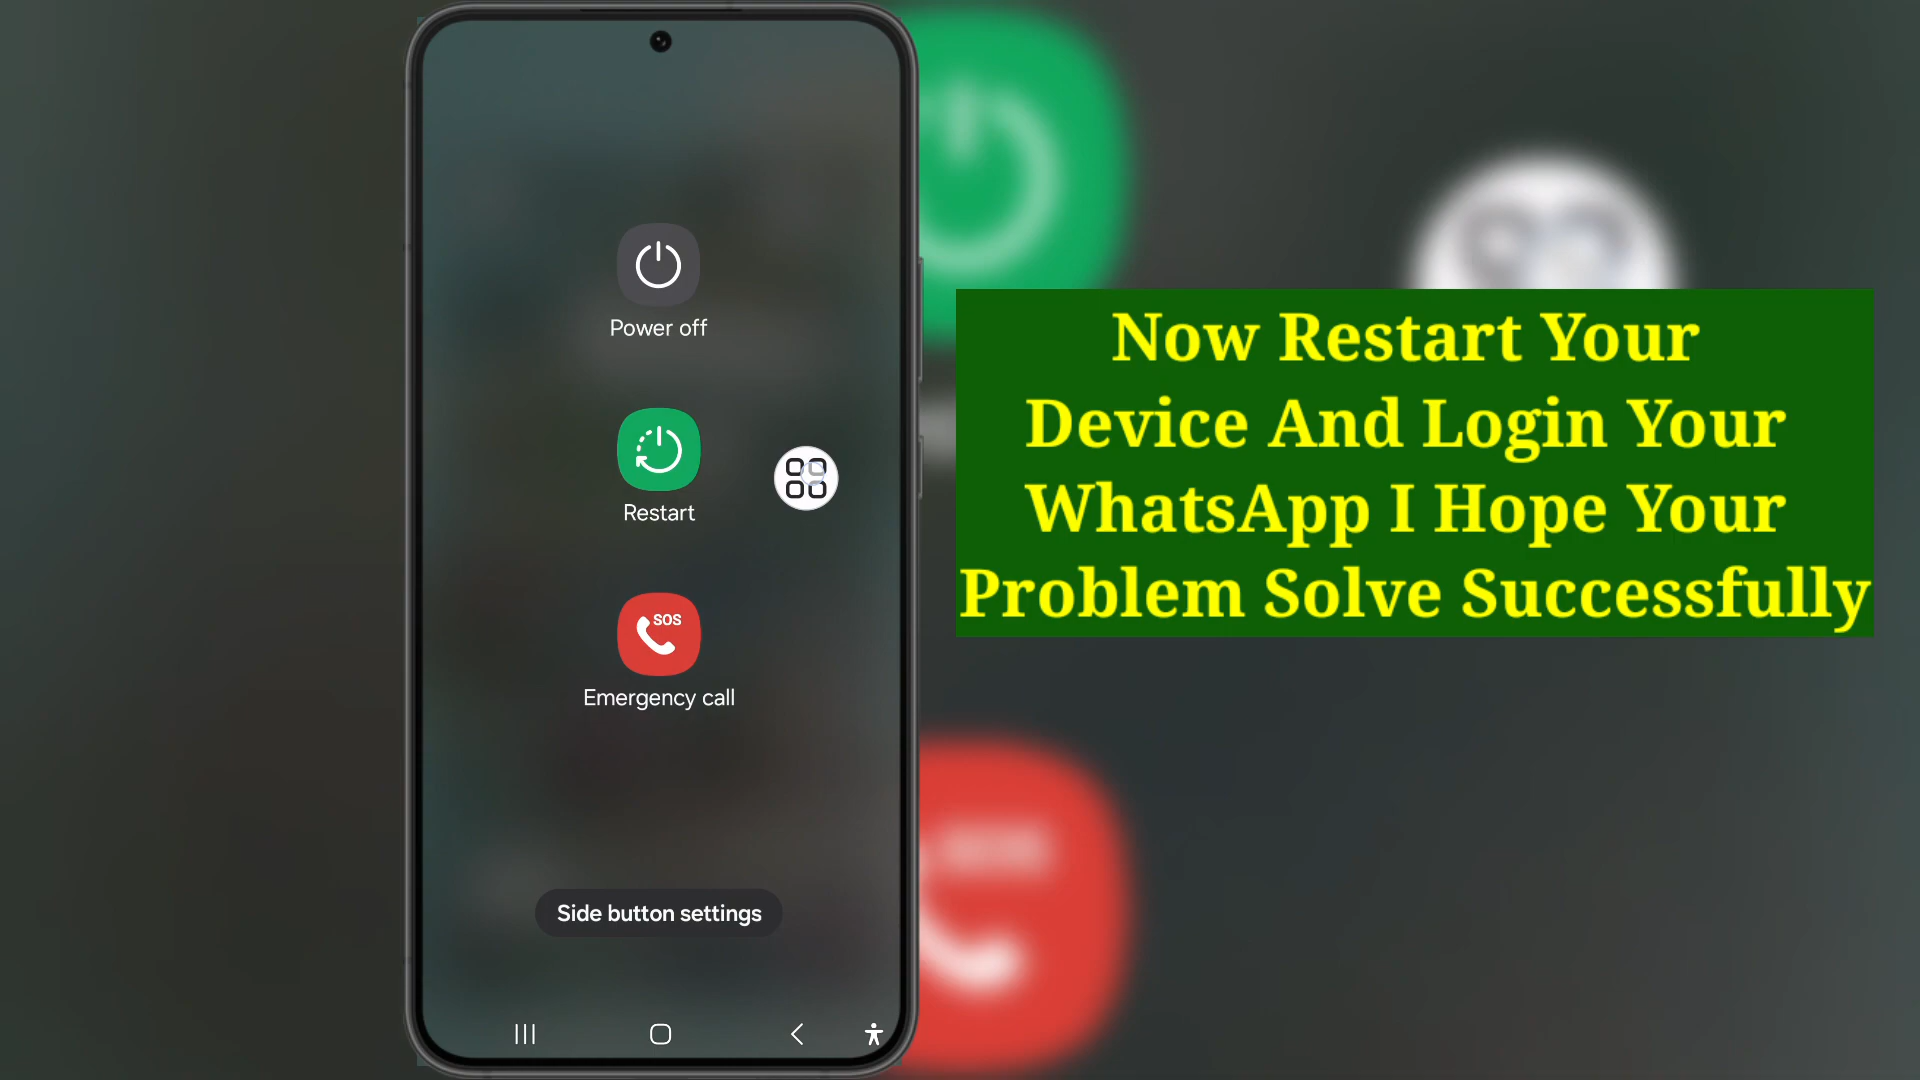 Power off
Restart
SOS
Emergency call
Side button settings
Now Restart Your
Device And Login Your
WhatsApp I Hope Your
Problem Solve Successfully